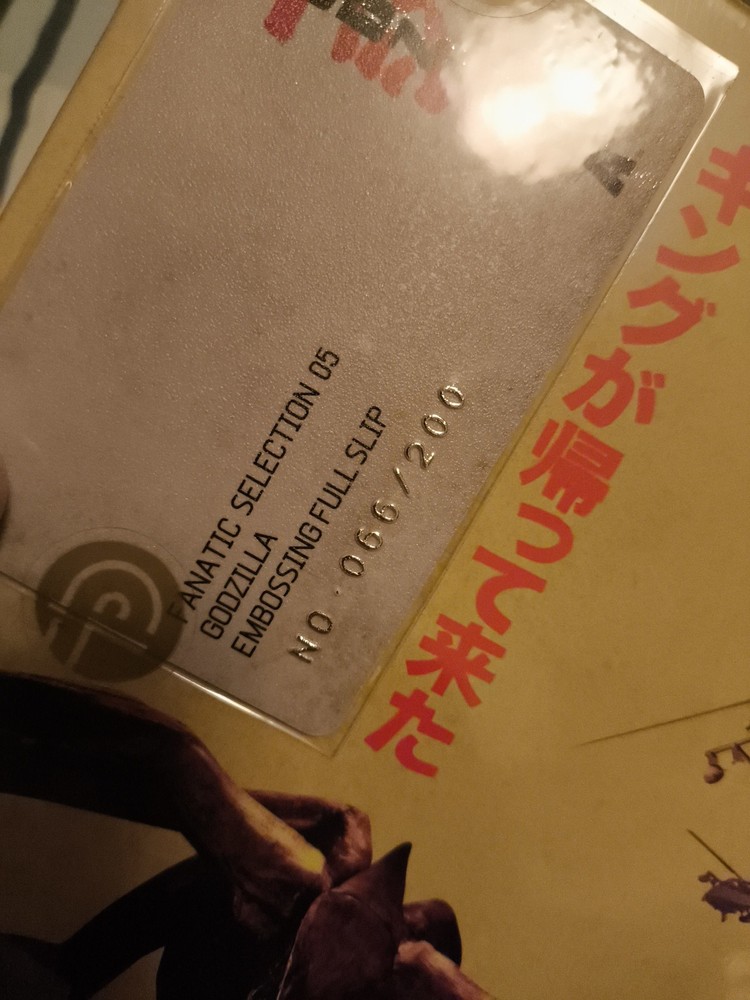 FANATIC SELECTION 05
GODZILLA
EMBOSSING FULL SLIP
NO. 066/200
キングが帰って来た